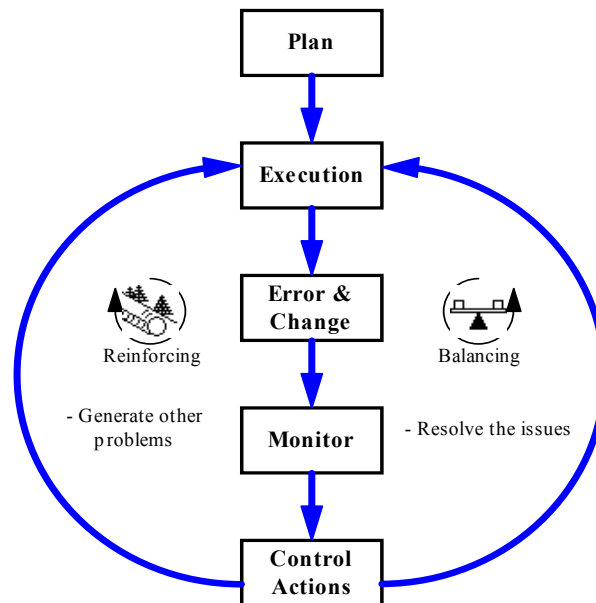 Plan
Execution
Error &
Change
Reinforcing
Balancing
- Generate other
problems
- Resolve the issues
Monitor
Control
Actions